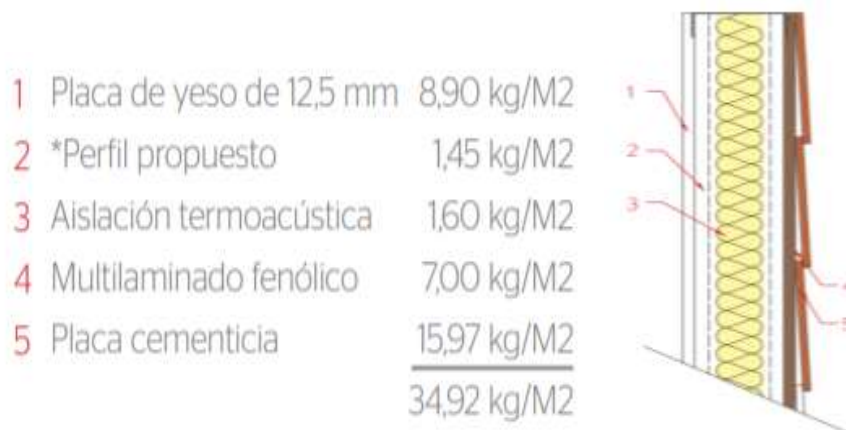 1 Placa de yeso de 12,5 mm 8,90 kg/M2
2 *Perfil propuesto 1,45 kg/M2
3 Aislación termoacústica 1,60 kg/M2
4 Multilaminado fenólico 7,00 kg/M2
5 Placa cementicia 15,97 kg/M2
34,92 kg/M2
1
2
3
4
5